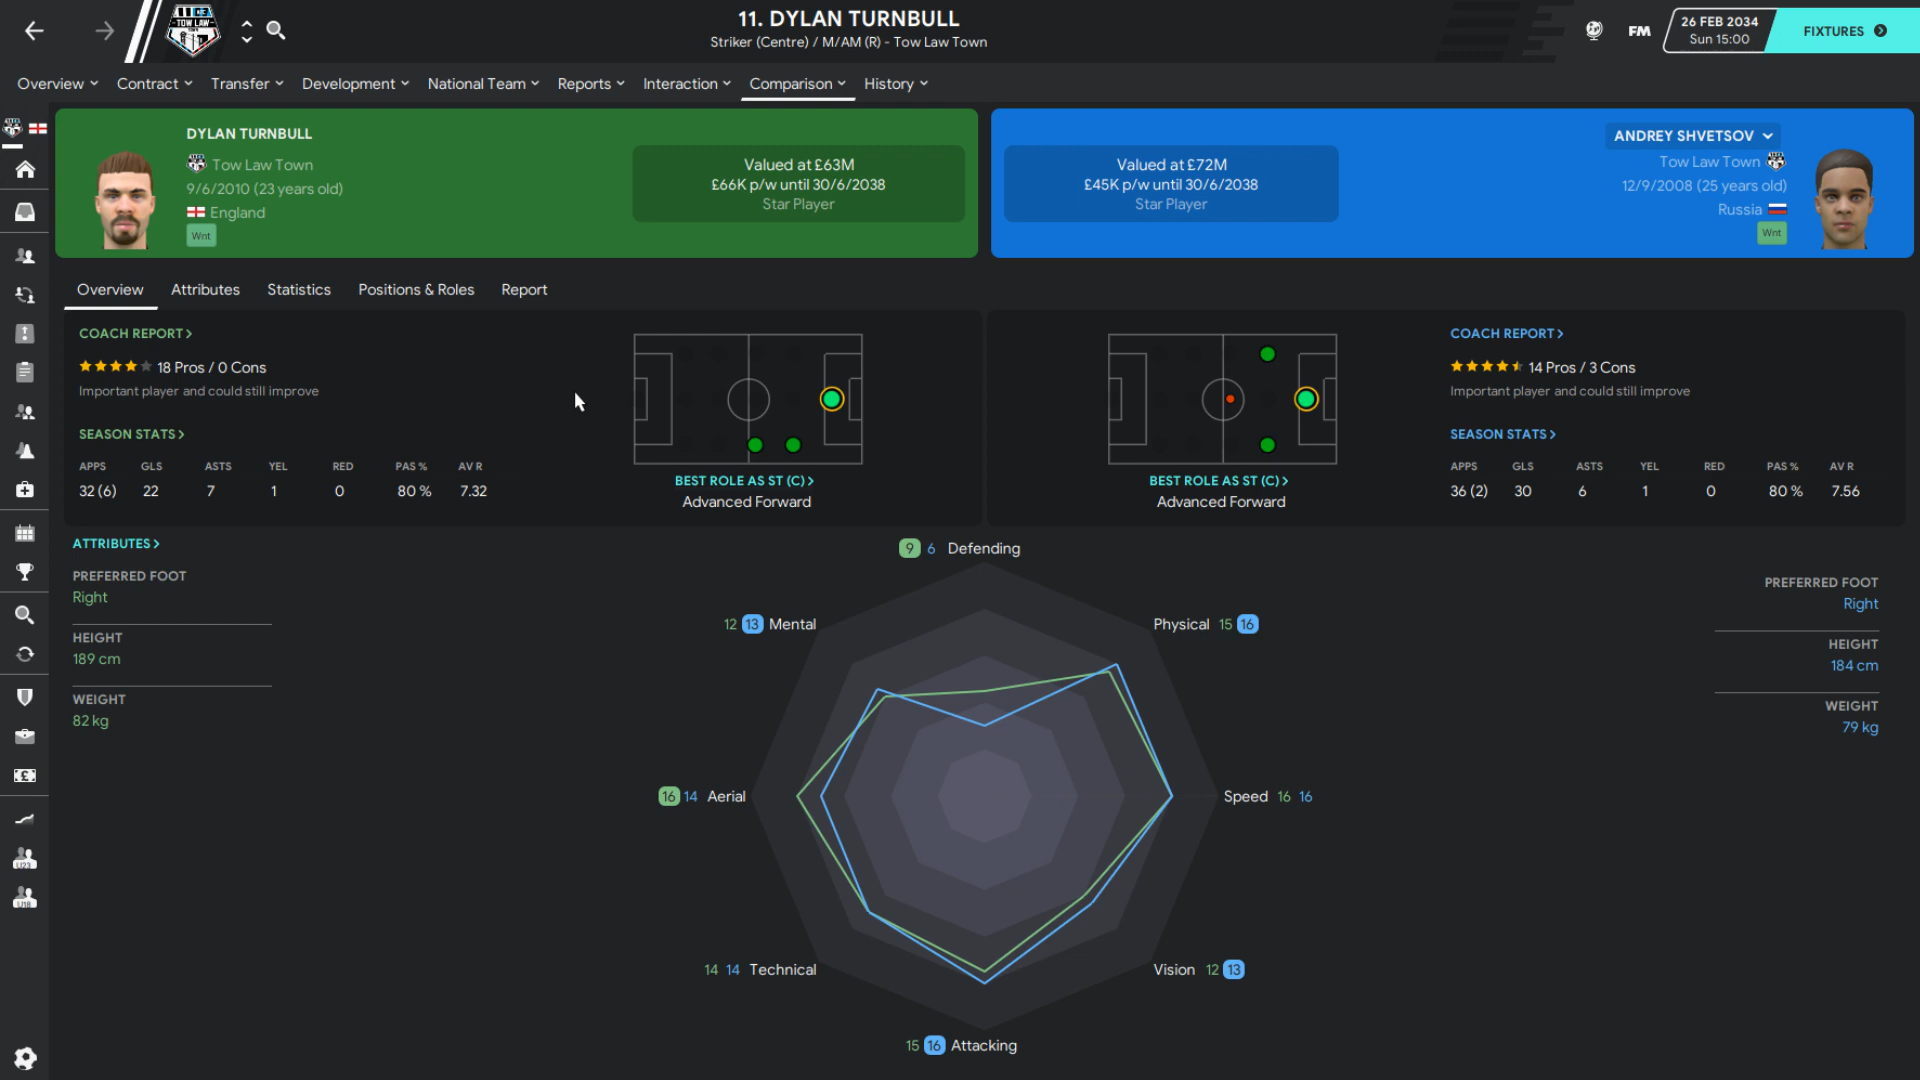 11. DYLAN TURNBULL
Striker (Centre) / M/AM (R) - Tow Law Town
TOW LAW
FM
26 FEB 2034
Sun 15:00
FIXTURES
Overview
Contract
Transfer
Development
National Team
Reports
Interaction
Comparison
History
DYLAN TURNBULL
Tow Law Town
9/6/2010 (23 years old)
England
Wnt
Valued at £63M
£66K p/w until 30/6/2038
Star Player
Valued at £72M
£45K p/w until 30/6/2038
Star Player
ANDREY SHVETSOV
Tow Law Town
12/9/2008 (25 years old)
Russia
Wnt
Overview
Attributes
Statistics
Positions & Roles
Report
COACH REPORT
18 Pros / 0 Cons
Important player and could still improve
SEASON STATS
APPS GLS ASTS YEL RED PAS % AV R
32 (6) 22 7 1 0 80 % 7.32
BEST ROLE AS ST (C)
Advanced Forward
BEST ROLE AS ST (C)
Advanced Forward
COACH REPORT
14 Pros / 3 Cons
Important player and could still improve
SEASON STATS
APPS GLS ASTS YEL RED PAS % AV R
36 (2) 30 6 1 0 80 % 7.56
ATTRIBUTES
PREFERRED FOOT
Right
HEIGHT
189 cm
WEIGHT
82 kg
9 6 Defending
12 13 Mental
Physical 15 16
16 14 Aerial
Speed 16 16
14 14 Technical
Vision 12 13
15 16 Attacking
PREFERRED FOOT
Right
HEIGHT
184 cm
WEIGHT
79 kg
U23
U18